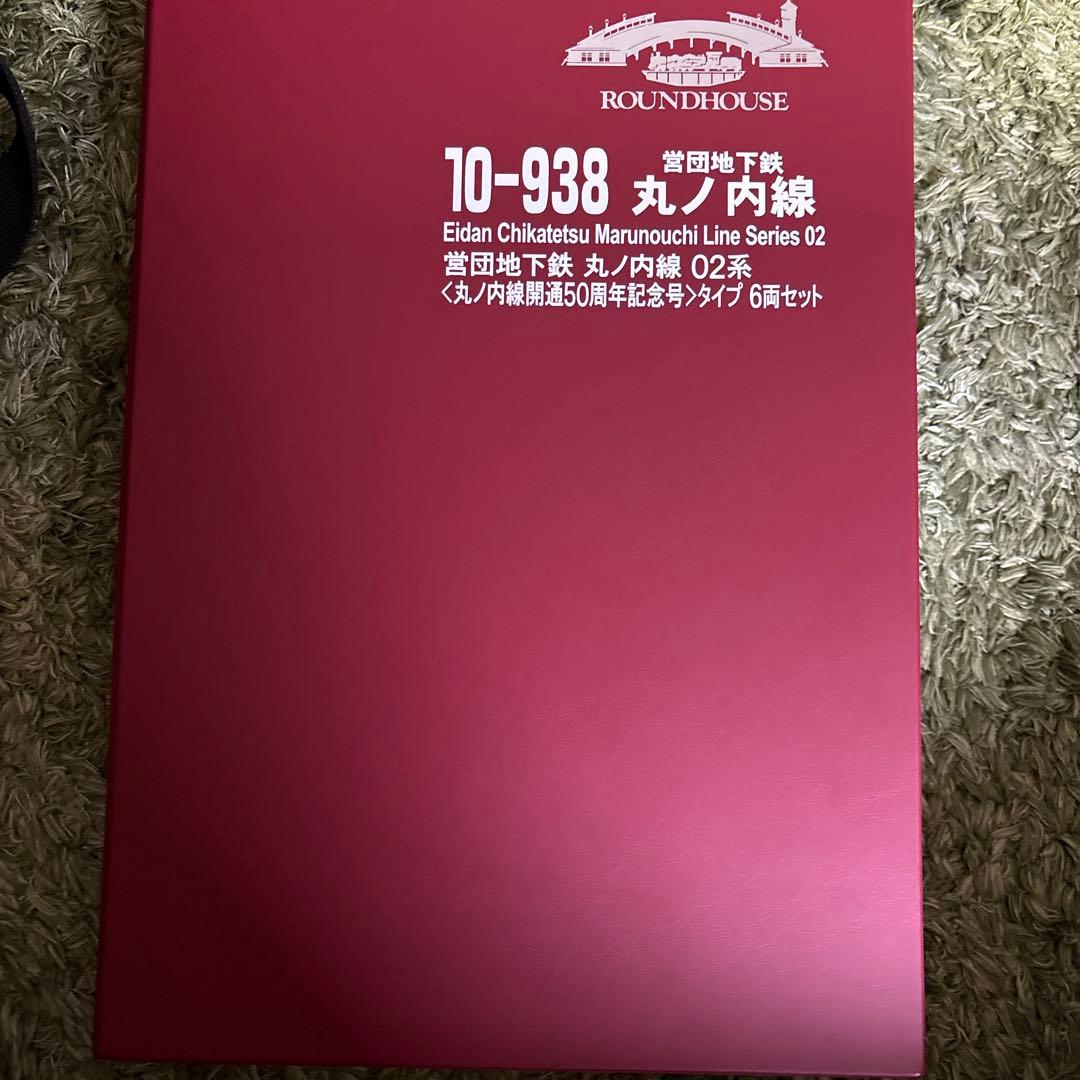 ROUNDHOUSE
10-938 営団地下鉄 丸ノ内線
Eidan Chikatetsu Marunouchi Line Series 02
営団地下鉄 丸ノ内線 02系
〈丸ノ内線開通50周年記念号〉タイプ 6両セット